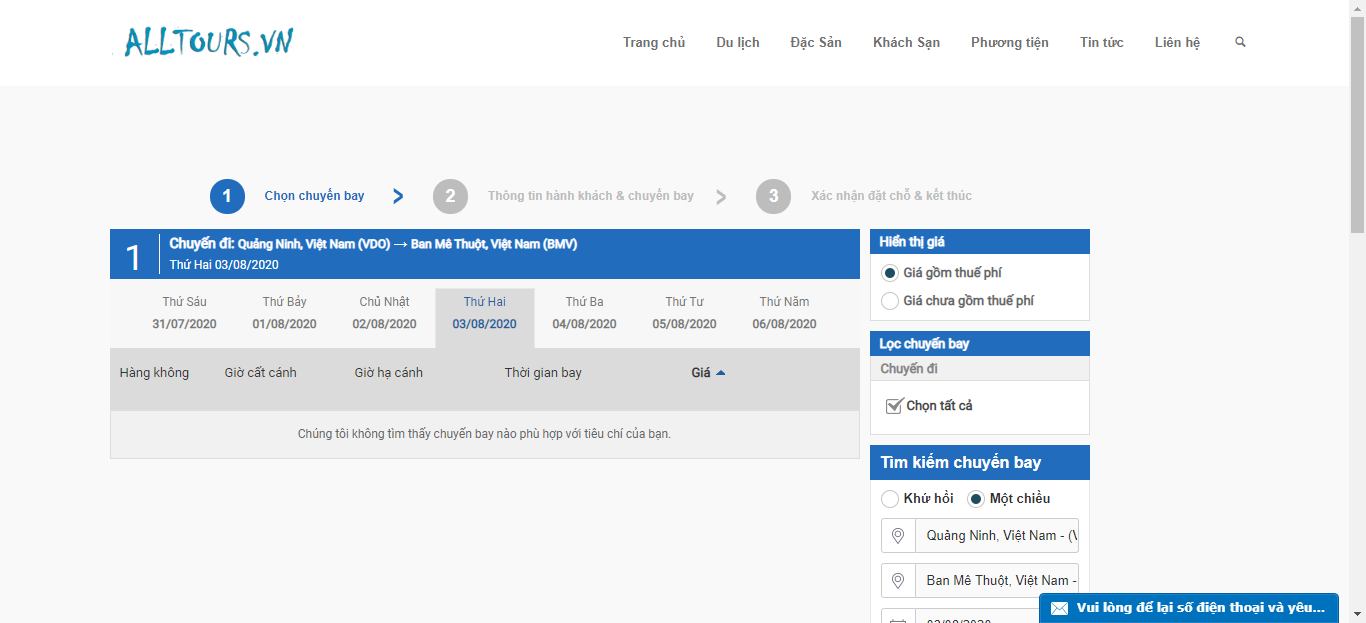 ALLTOURS.VN
Trang chủ Du lịch Đặc Sản Khách Sạn Phương tiện Tin tức Liên hệ
1 Chọn chuyến bay 2 Thông tin hành khách & chuyến bay 3 Xác nhận đặt chỗ & kết thúc
1 Chuyến đi: Quảng Ninh, Việt Nam (VDO) → Ban Mê Thuột, Việt Nam (BMV)
Thứ Hai 03/08/2020
Thứ Sáu Thứ Bảy Chủ Nhật Thứ Hai Thứ Ba Thứ Tư Thứ Năm
31/07/2020 01/08/2020 02/08/2020 03/08/2020 04/08/2020 05/08/2020 06/08/2020
Hàng không Giờ cất cánh Giờ hạ cánh Thời gian bay Giá
Chúng tôi không tìm thấy chuyến bay nào phù hợp với tiêu chí của bạn.
Hiển thị giá
Giá gồm thuế phí
Giá chưa gồm thuế phí
Lọc chuyến bay
Chuyến đi
Chọn tất cả
Tìm kiếm chuyến bay
Khứ hồi Một chiều
Quảng Ninh, Việt Nam - (V
Ban Mê Thuột, Việt Nam -
Vui lòng để lại số điện thoại và yêu...